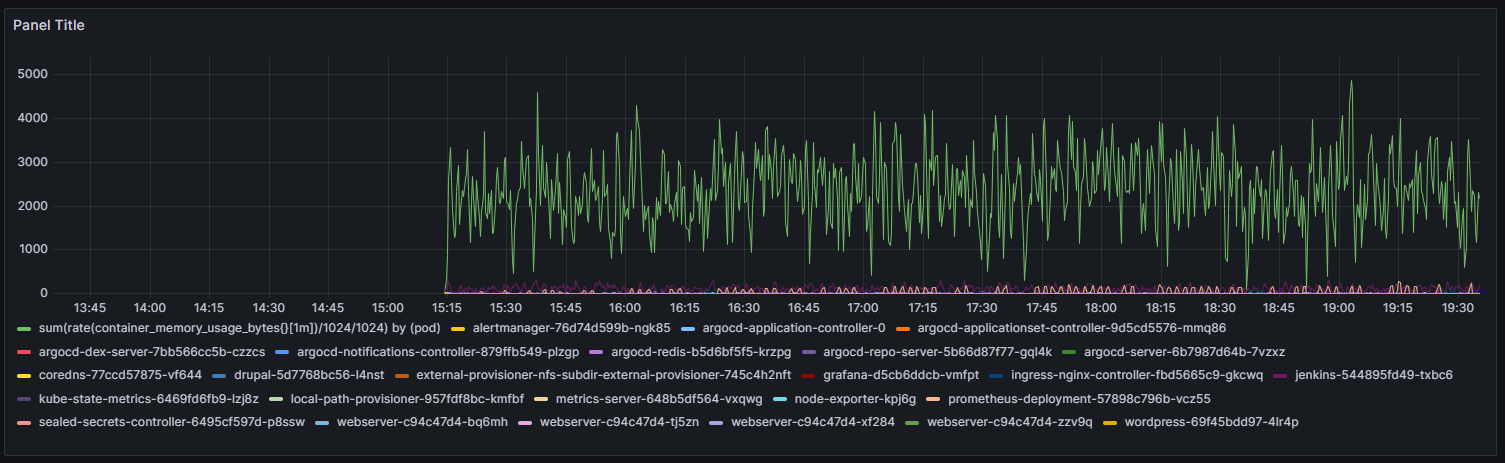 Panel Title
5000
4000
3000
2000
1000
0
13:45 14:00 14:15 14:30 14:45 15:00 15:15 15:30 15:45 16:00 16:15 16:30 16:45 17:00 17:15 17:30 17:45 18:00 18:15 18:30 18:45 19:00 19:15 19:30
sum(rate(container_memory_usage_bytes{}[1m])/1024/1024) by (pod) alertmanager-76d74d599b-ngk85 argocd-application-controller-0 argocd-applicationset-controller-9d5cd5576-mmq86
argocd-dex-server-7bb566cc5b-czzcs argocd-notifications-controller-879ffb549-plzgp argocd-redis-b5d6bf5f5-krzpg argocd-repo-server-5b66d87f77-gql4k argocd-server-6b7987d64b-7vzxz
coredns-77ccd57875-vf644 drupal-5d7768bc56-l4nst external-provisioner-nfs-subdir-external-provisioner-745c4h2nft grafana-d5cb6ddcb-vmfpt ingress-nginx-controller-fbd5665c9-gkcwq jenkins-544895fd49-txbc6
kube-state-metrics-6469fd6fb9-lzj8z local-path-provisioner-957fdf8bc-kmfbf metrics-server-648b5df564-vxqwg node-exporter-kpj6g prometheus-deployment-57898c796b-vcz55
sealed-secrets-controller-6495cf597d-p8ssw webserver-c94c47d4-bq6mh webserver-c94c47d4-tj5zn webserver-c94c47d4-xf284 webserver-c94c47d4-zzv9q wordpress-69f45bdd97-4lr4p